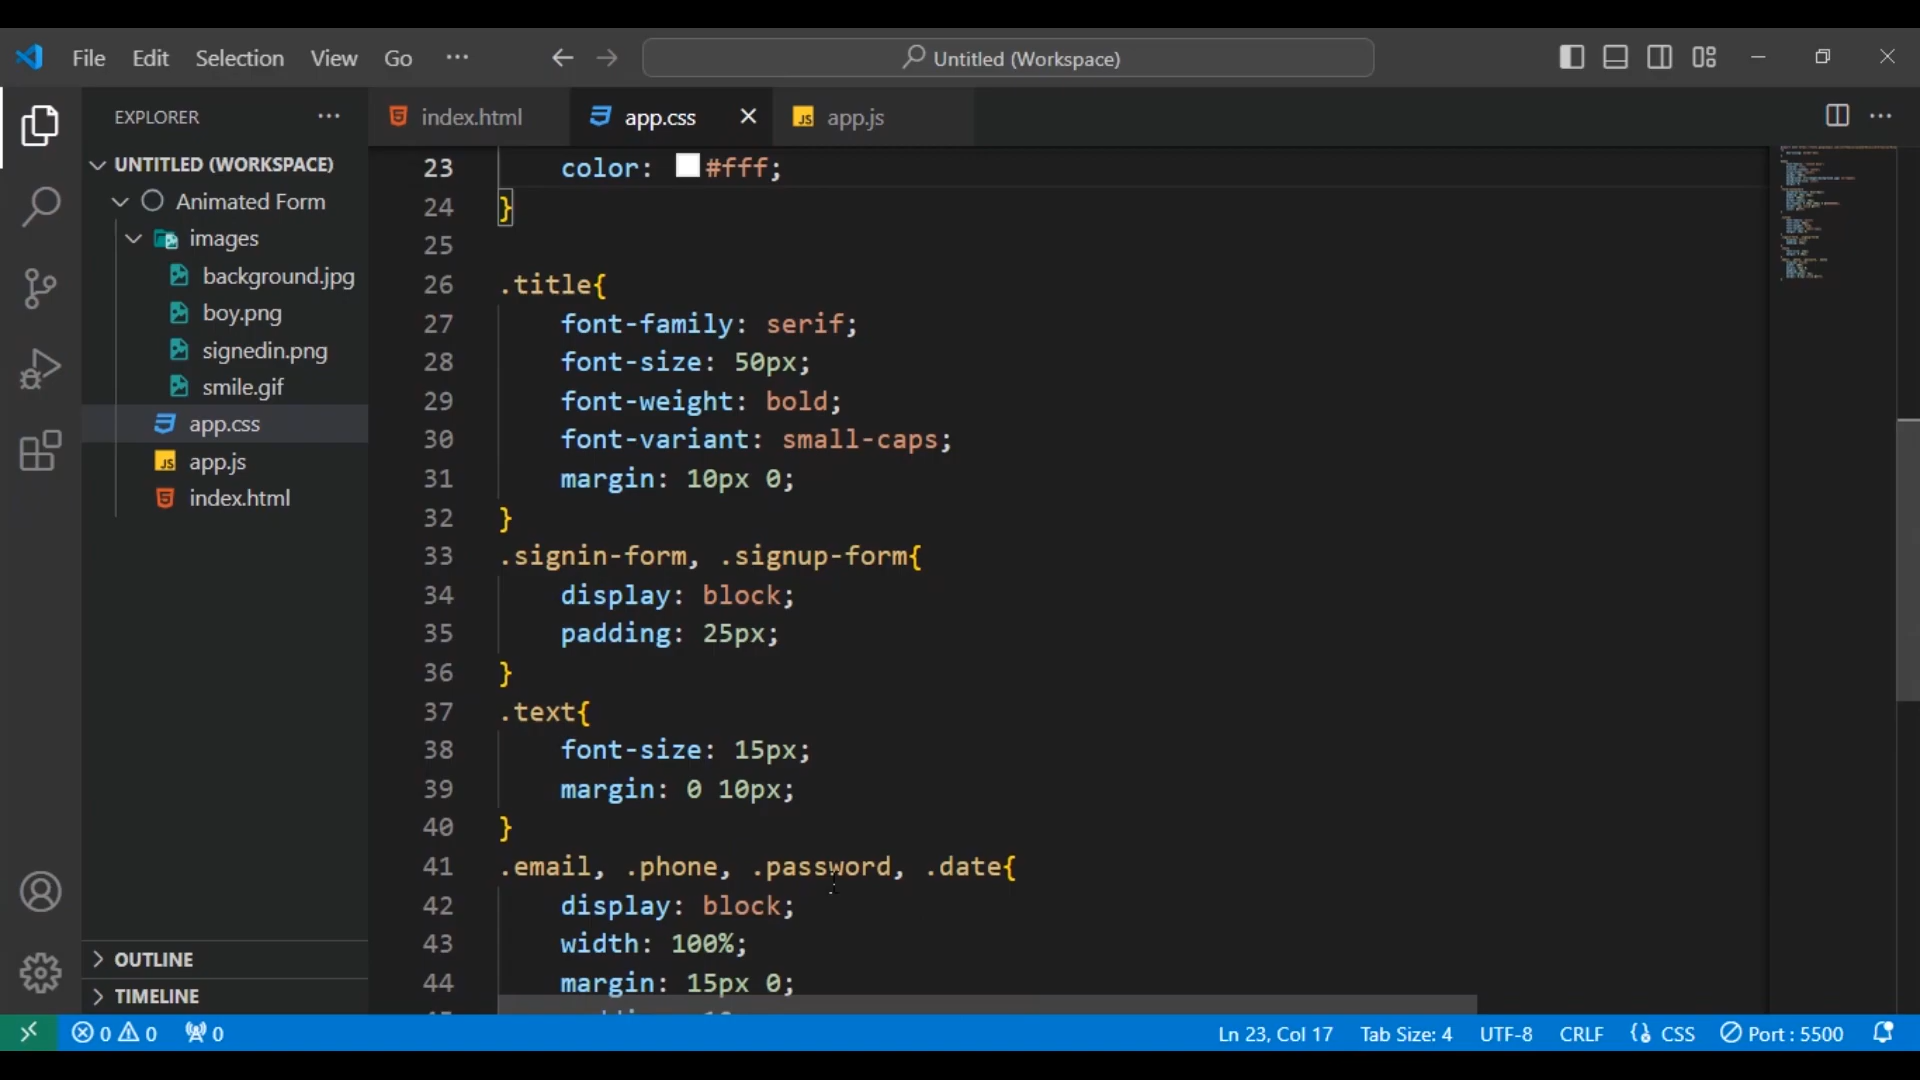 File Edit Selection View Go ··· Untitled (Workspace)
EXPLORER ··· index.html app.css app.js ···
UNTITLED (WORKSPACE)
Animated Form
images
background.jpg
boy.png
signedin.png
smile.gif
app.css
app.js
index.html
OUTLINE
TIMELINE
23 color: #fff;
24 }
25
26 .title{
27 font-family: serif;
28 font-size: 50px;
29 font-weight: bold;
30 font-variant: small-caps;
31 margin: 10px 0;
32 }
33 .signin-form, .signup-form{
34 display: block;
35 padding: 25px;
36 }
37 .text{
38 font-size: 15px;
39 margin: 0 10px;
40 }
41 .email, .phone, .password, .date{
42 display: block;
43 width: 100%;
44 margin: 15px 0;
0 0 0 Ln 23, Col 17 Tab Size: 4 UTF-8 CRLF CSS Port : 5500